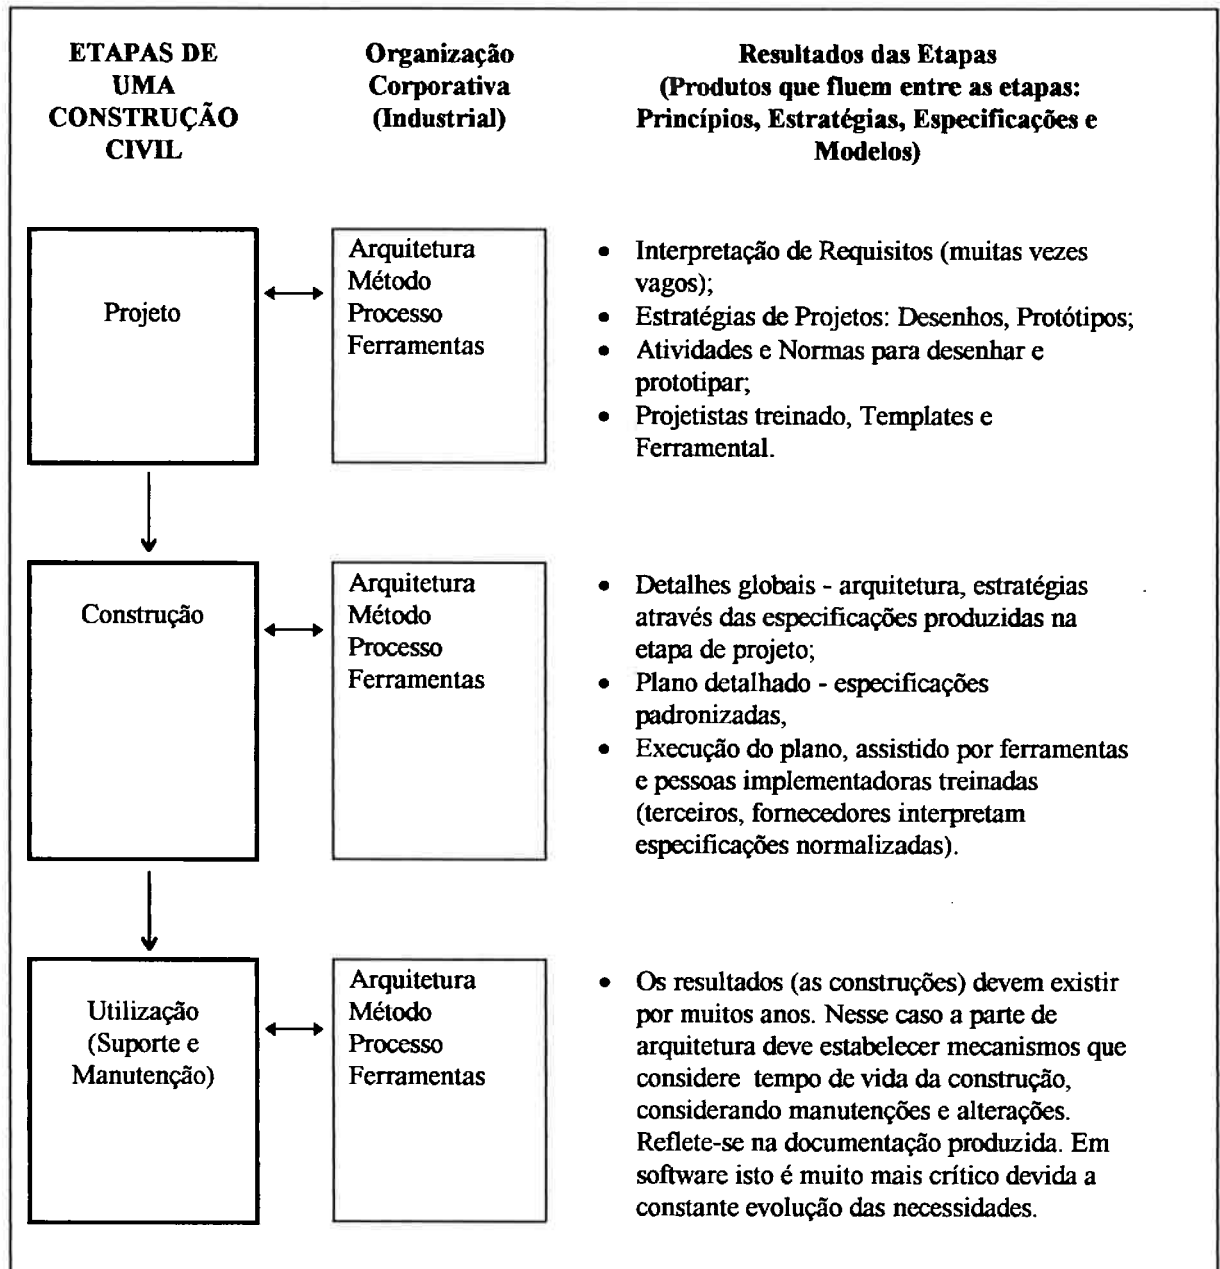 ETAPAS DE
UMA
CONSTRUÇÃO
CIVIL
Organização
Corporativa
(Industrial)
Resultados das Etapas
(Produtos que fluem entre as etapas:
Princípios, Estratégias, Especificações e
Modelos)
Projeto
Arquitetura
Método
Processo
Ferramentas
• Interpretação de Requisitos (muitas vezes
vagos);
• Estratégias de Projetos: Desenhos, Protótipos;
• Atividades e Normas para desenhar e
prototipar;
• Projetistas treinado, Templates e
Ferramental.
Construção
Arquitetura
Método
Processo
Ferramentas
• Detalhes globais - arquitetura, estratégias
através das especificações produzidas na
etapa de projeto;
• Plano detalhado - especificações
padronizadas,
• Execução do plano, assistido por ferramentas
e pessoas implementadoras treinadas
(terceiros, fornecedores interpretam
especificações normalizadas).
Utilização
(Suporte e
Manutenção)
Arquitetura
Método
Processo
Ferramentas
• Os resultados (as construções) devem existir
por muitos anos. Nesse caso a parte de
arquitetura deve estabelecer mecanismos que
considere tempo de vida da construção,
considerando manutenções e alterações.
Reflete-se na documentação produzida. Em
software isto é muito mais crítico devida a
constante evolução das necessidades.